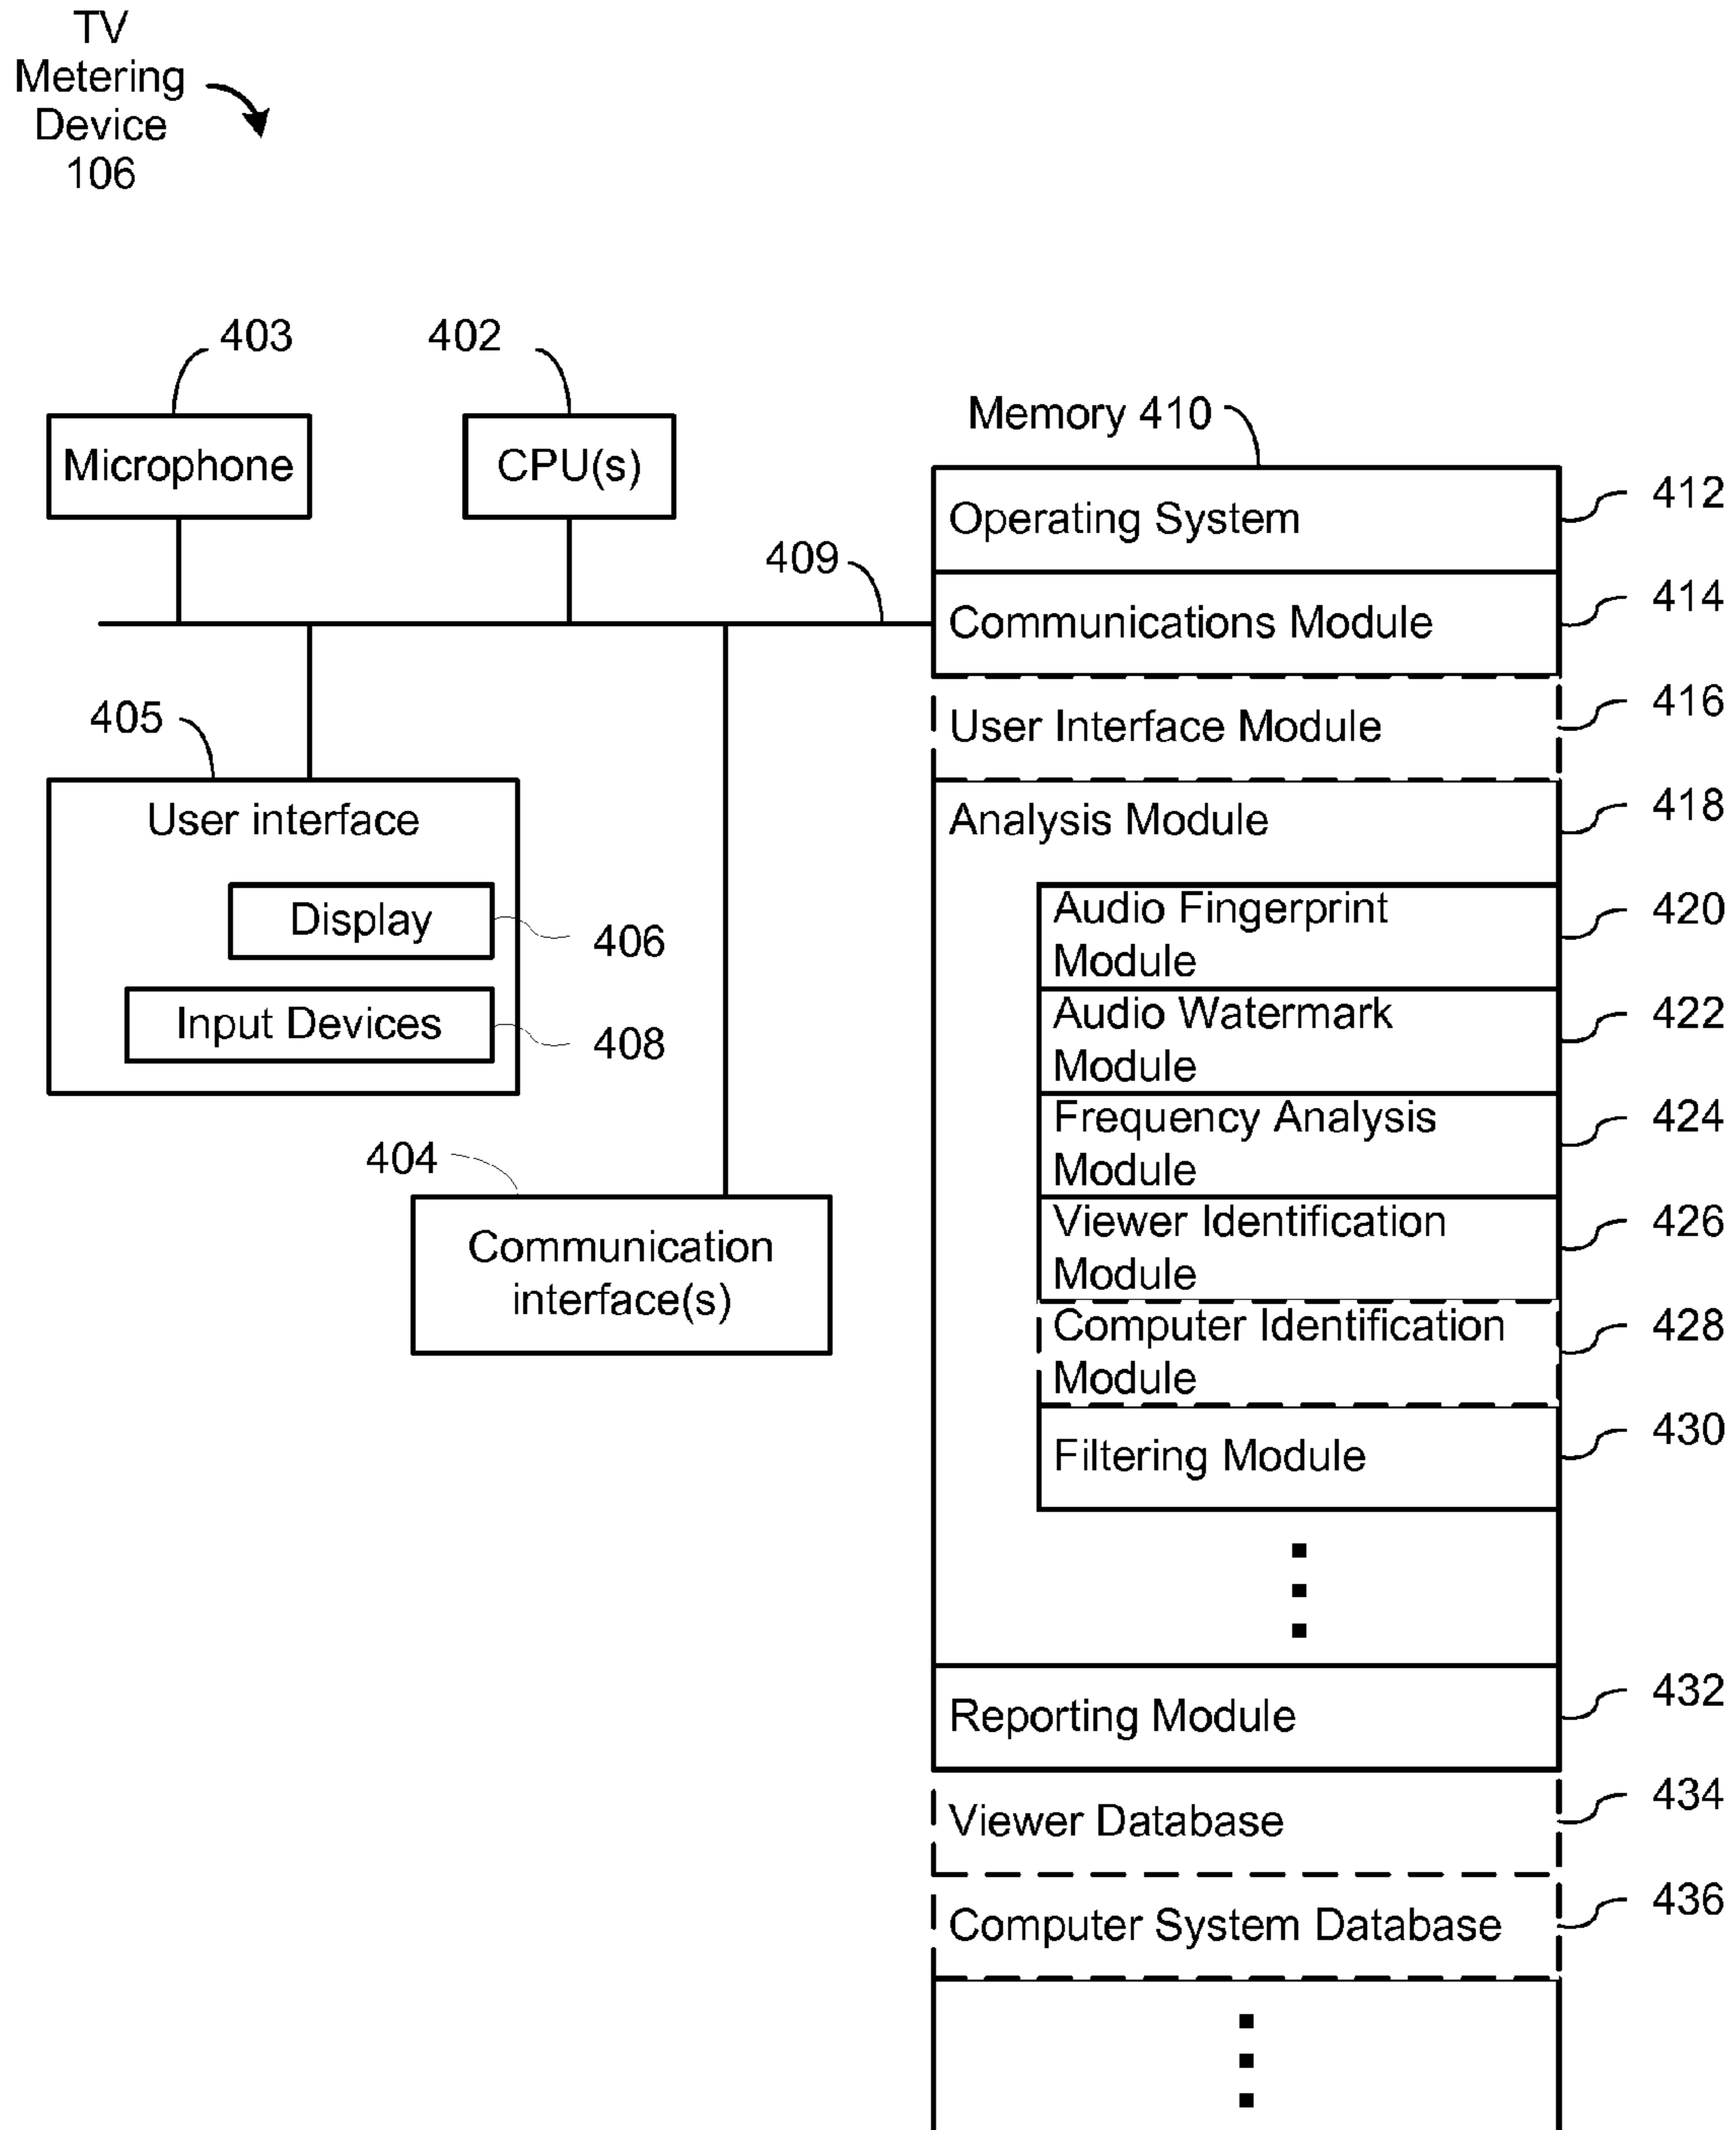 TV
Metering
Device
106
403
402
Microphone
CPU(s)
409
Memory 410
Operating System
412
Communications Module
414
User Interface Module
416
405
User interface
Display
406
Input Devices
408
404
Communication
interface(s)
Analysis Module
418
Audio Fingerprint
Module
420
Audio Watermark
Module
422
Frequency Analysis
Module
424
Viewer Identification
Module
426
Computer Identification
Module
428
Filtering Module
430
Reporting Module
432
Viewer Database
434
Computer System Database
436